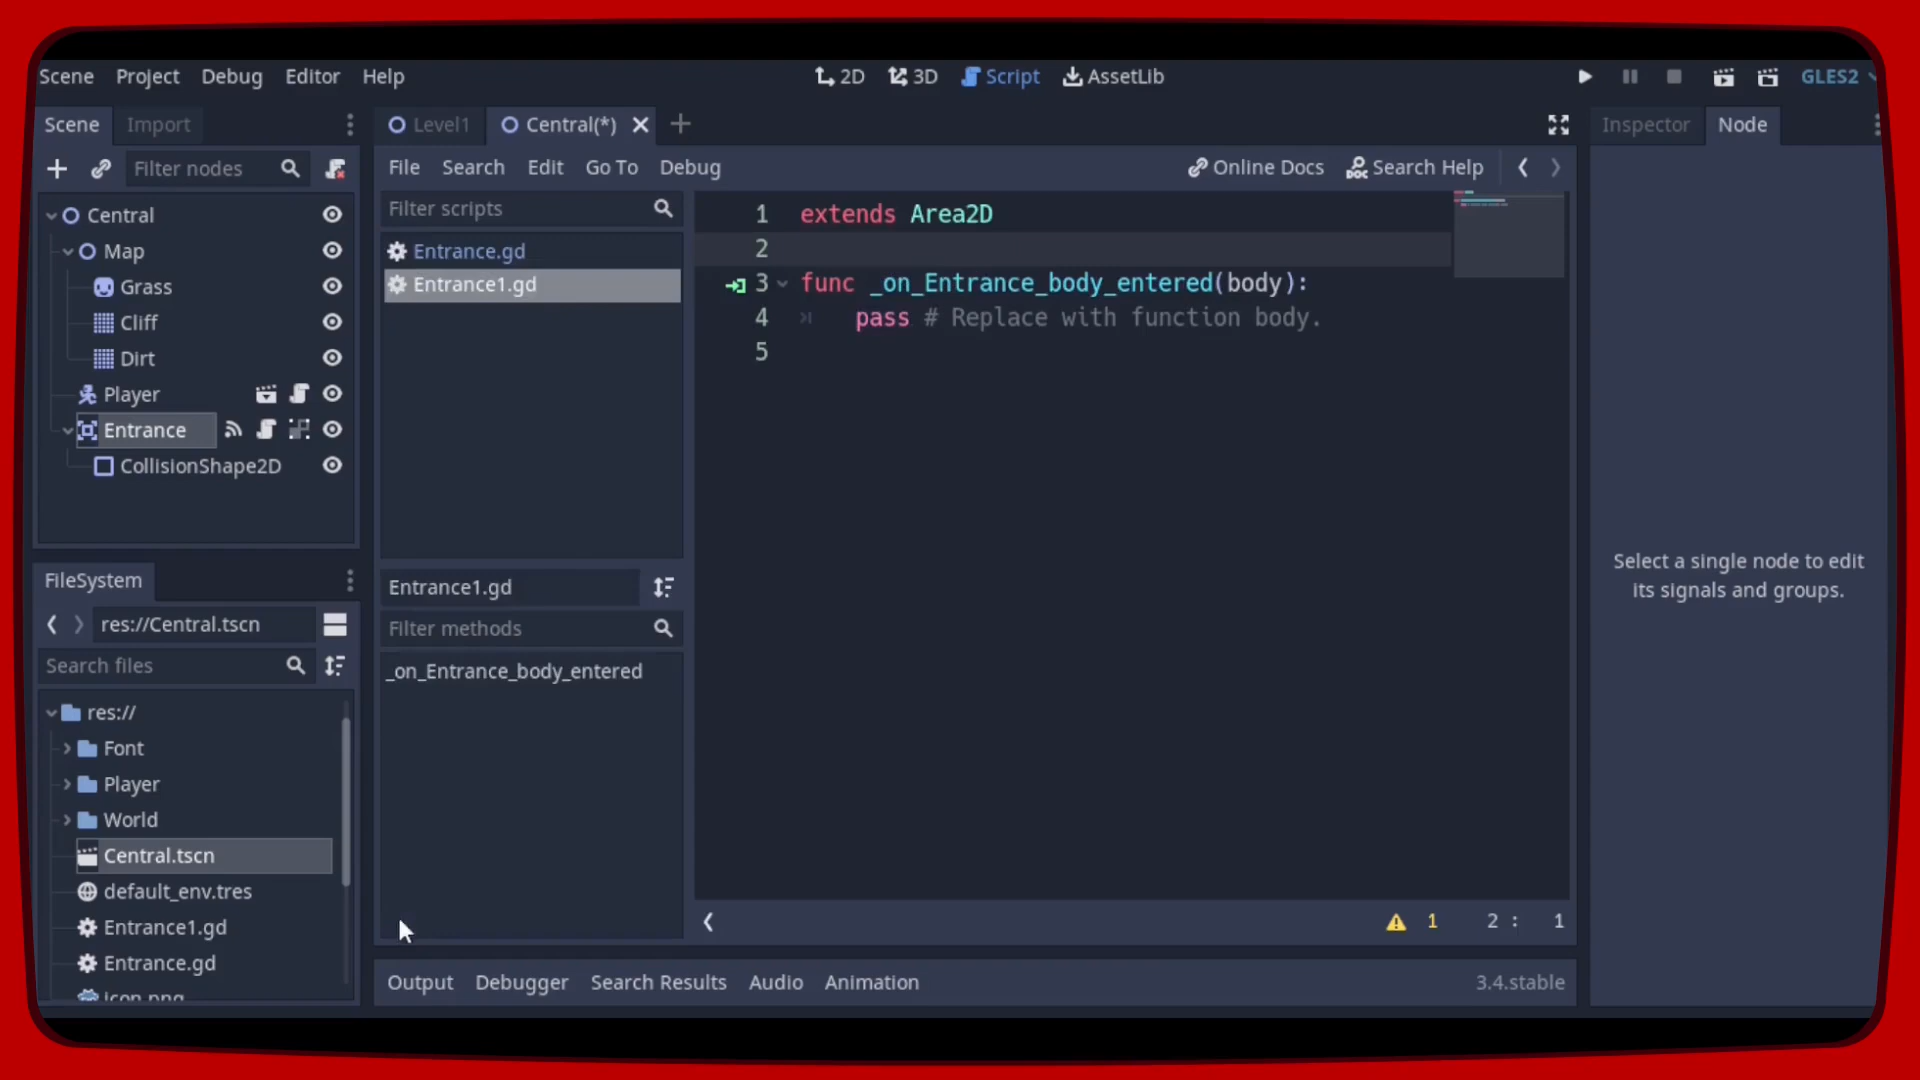 Scene Project Debug Editor Help
2D 3D Script AssetLib
GLES2
Scene Import
Level1 Central(*)
Inspector Node
Filter nodes
File Search Edit Go To Debug
Online Docs Search Help
Central
Map
Grass
Cliff
Dirt
Player
Entrance
CollisionShape2D
Filter scripts
Entrance.gd
Entrance1.gd
Entrance1.gd
Filter methods
_on_Entrance_body_entered
1 extends Area2D
2
3 func _on_Entrance_body_entered(body):
4 pass # Replace with function body.
5
Select a single node to edit
its signals and groups.
FileSystem
res://Central.tscn
Search files
res://
Font
Player
World
Central.tscn
default_env.tres
Entrance1.gd
Entrance.gd
icon.png
1 2 : 1
Output Debugger Search Results Audio Animation
3.4.stable